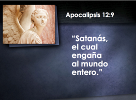 Apocalipsis 12:9
“Satanás,
el cual
engaña
al mundo
entero.”